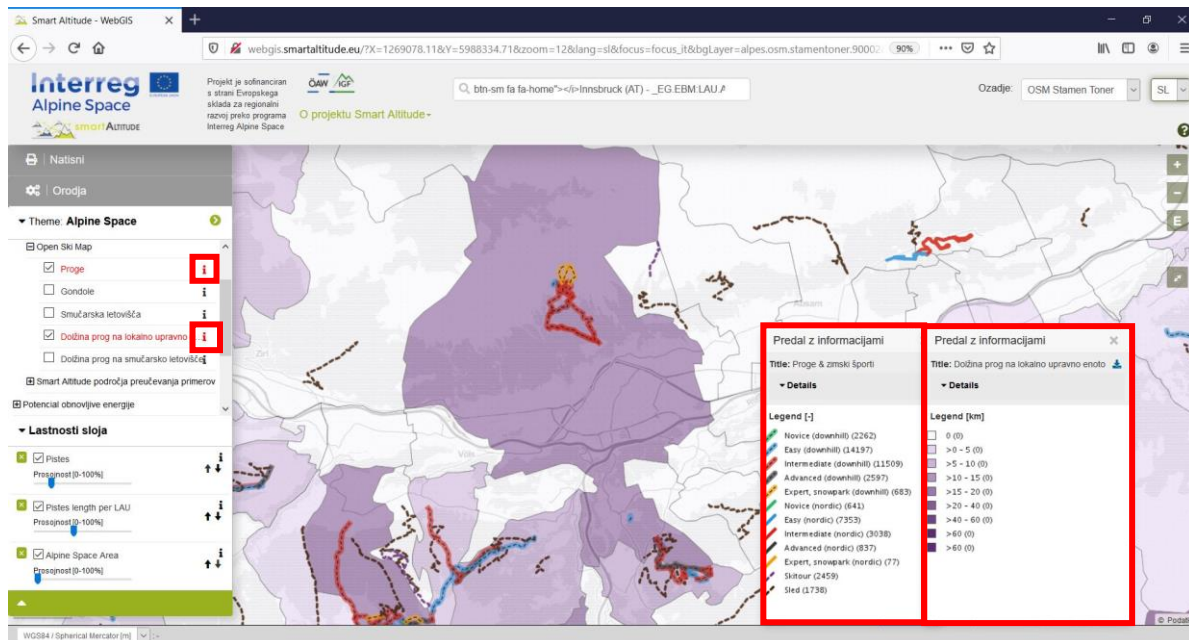 Smart Altitude - WebGIS
webgis.smartaltitude.eu/?X=1269078.11&Y=5988334.71&zoom=12&lang=sl&focus=focus_it&bgLayer=alpes.osm.stamentoner.90002
90%
Interreg
Alpine Space
smartALTITUDE
Projekt je sofinanciran
s strani Evropskega
sklada za regionalni
razvoj preko programa
Interreg Alpine Space
ÖAW
IGF
O projektu Smart Altitude
btn-sm fa fa-home"></i>Innsbruck (AT) - _EG.EBM:LAU
Ozadje:
OSM Stamen Toner
SL
Natisni
Orodja
Theme: Alpine Space
Open Ski Map
Proge
Gondole
Smučarska letovišča
Dolžina prog na lokalno upravno
Dolžina prog na smučarsko letovišče
Smart Altitude področja preučevanja primerov
Potencial obnovljive energije
Lastnosti sloja
Pistes
Prosojnost [0-100%]
Pistes length per LAU
Prosojnost [0-100%]
Alpine Space Area
Prosojnost [0-100%]
E
Absam
Zirl
Völs
Predal z informacijami
Title: Proge & zimski športi
Details
Legend [-]
Novice (downhill) (2262)
Easy (downhill) (14197)
Intermediate (downhill) (11509)
Advanced (downhill) (2597)
Expert, snowpark (downhill) (683)
Novice (nordic) (641)
Easy (nordic) (7353)
Intermediate (nordic) (3038)
Advanced (nordic) (837)
Expert, snowpark (nordic) (77)
Skitour (2459)
Sled (1738)
Predal z informacijami
Title: Dolžina prog na lokalno upravno enoto
Details
Legend [km]
0 (0)
>0 - 5 (0)
>5 - 10 (0)
>10 - 15 (0)
>15 - 20 (0)
>20 - 40 (0)
>40 - 60 (0)
>60 (0)
>60 (0)
© Podat
WGS84 / Spherical Mercator [m]